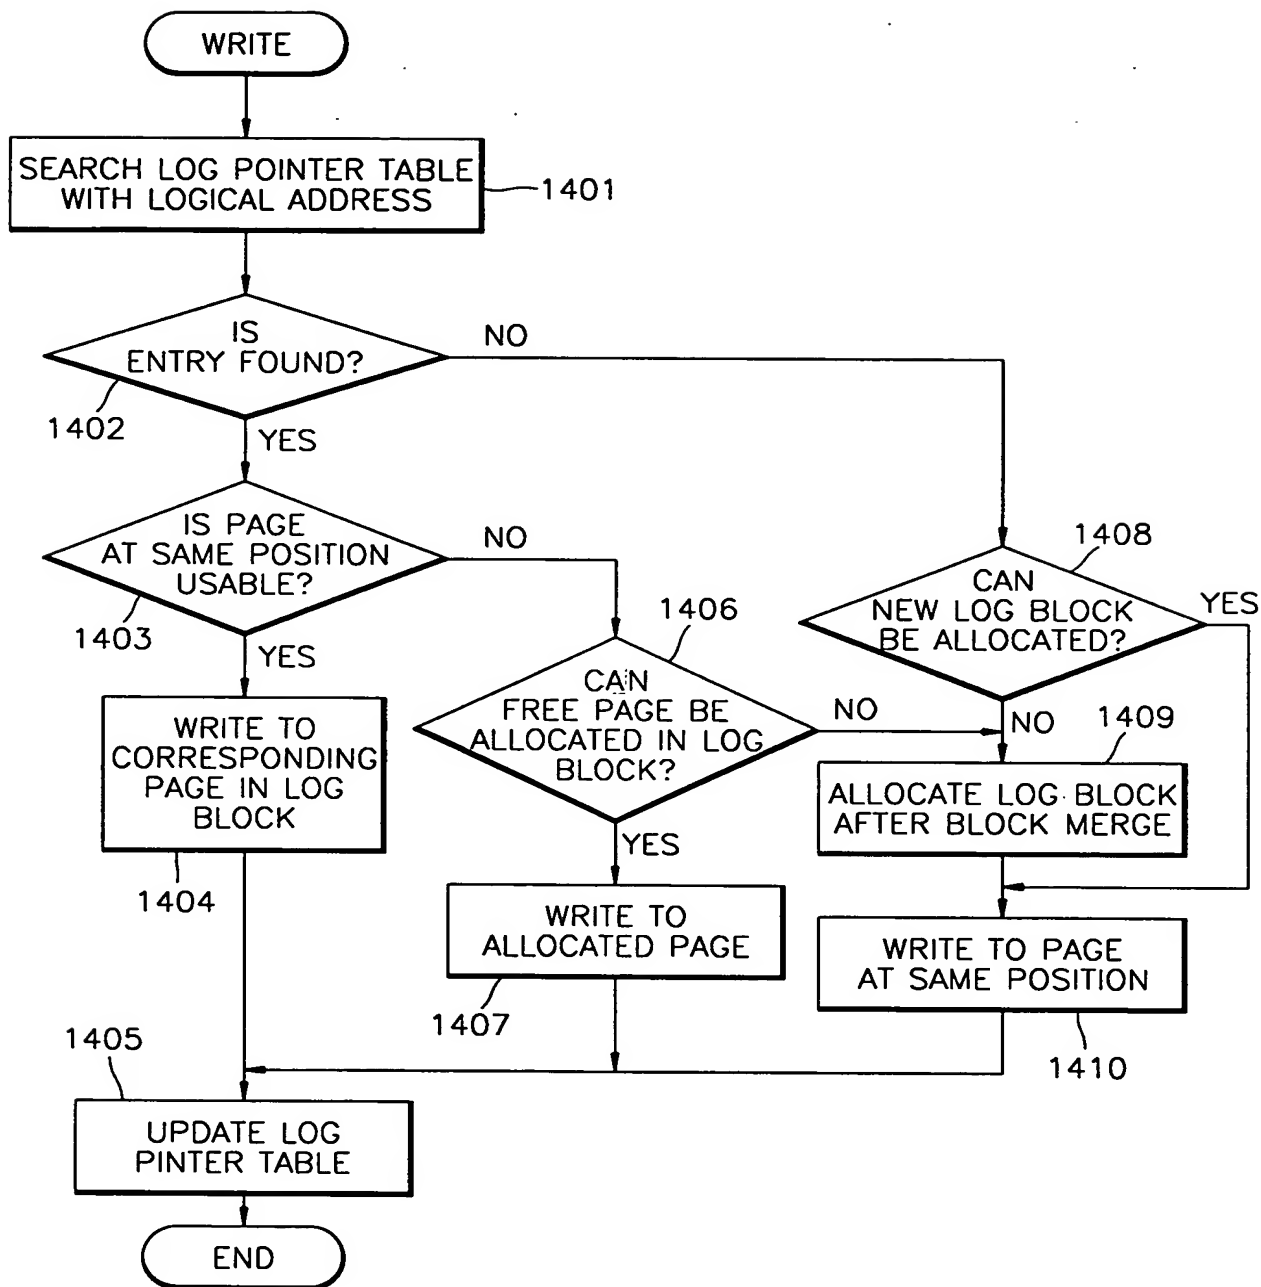 WRITE
SEARCH LOG POINTER TABLE
WITH LOGICAL ADDRESS
1401
IS
ENTRY FOUND?
NO
1402
YES
IS PAGE
AT SAME POSITION
USABLE?
NO
1403
YES
1408
CAN
NEW LOG BLOCK
BE ALLOCATED?
YES
NO
1406
CAN
FREE PAGE BE
ALLOCATED IN LOG
BLOCK?
NO
YES
WRITE TO
CORRESPONDING
PAGE IN LOG
BLOCK
1404
1409
ALLOCATE LOG BLOCK
AFTER BLOCK MERGE
WRITE TO
ALLOCATED PAGE
1407
WRITE TO PAGE
AT SAME POSITION
1410
1405
UPDATE LOG
PINTER TABLE
END